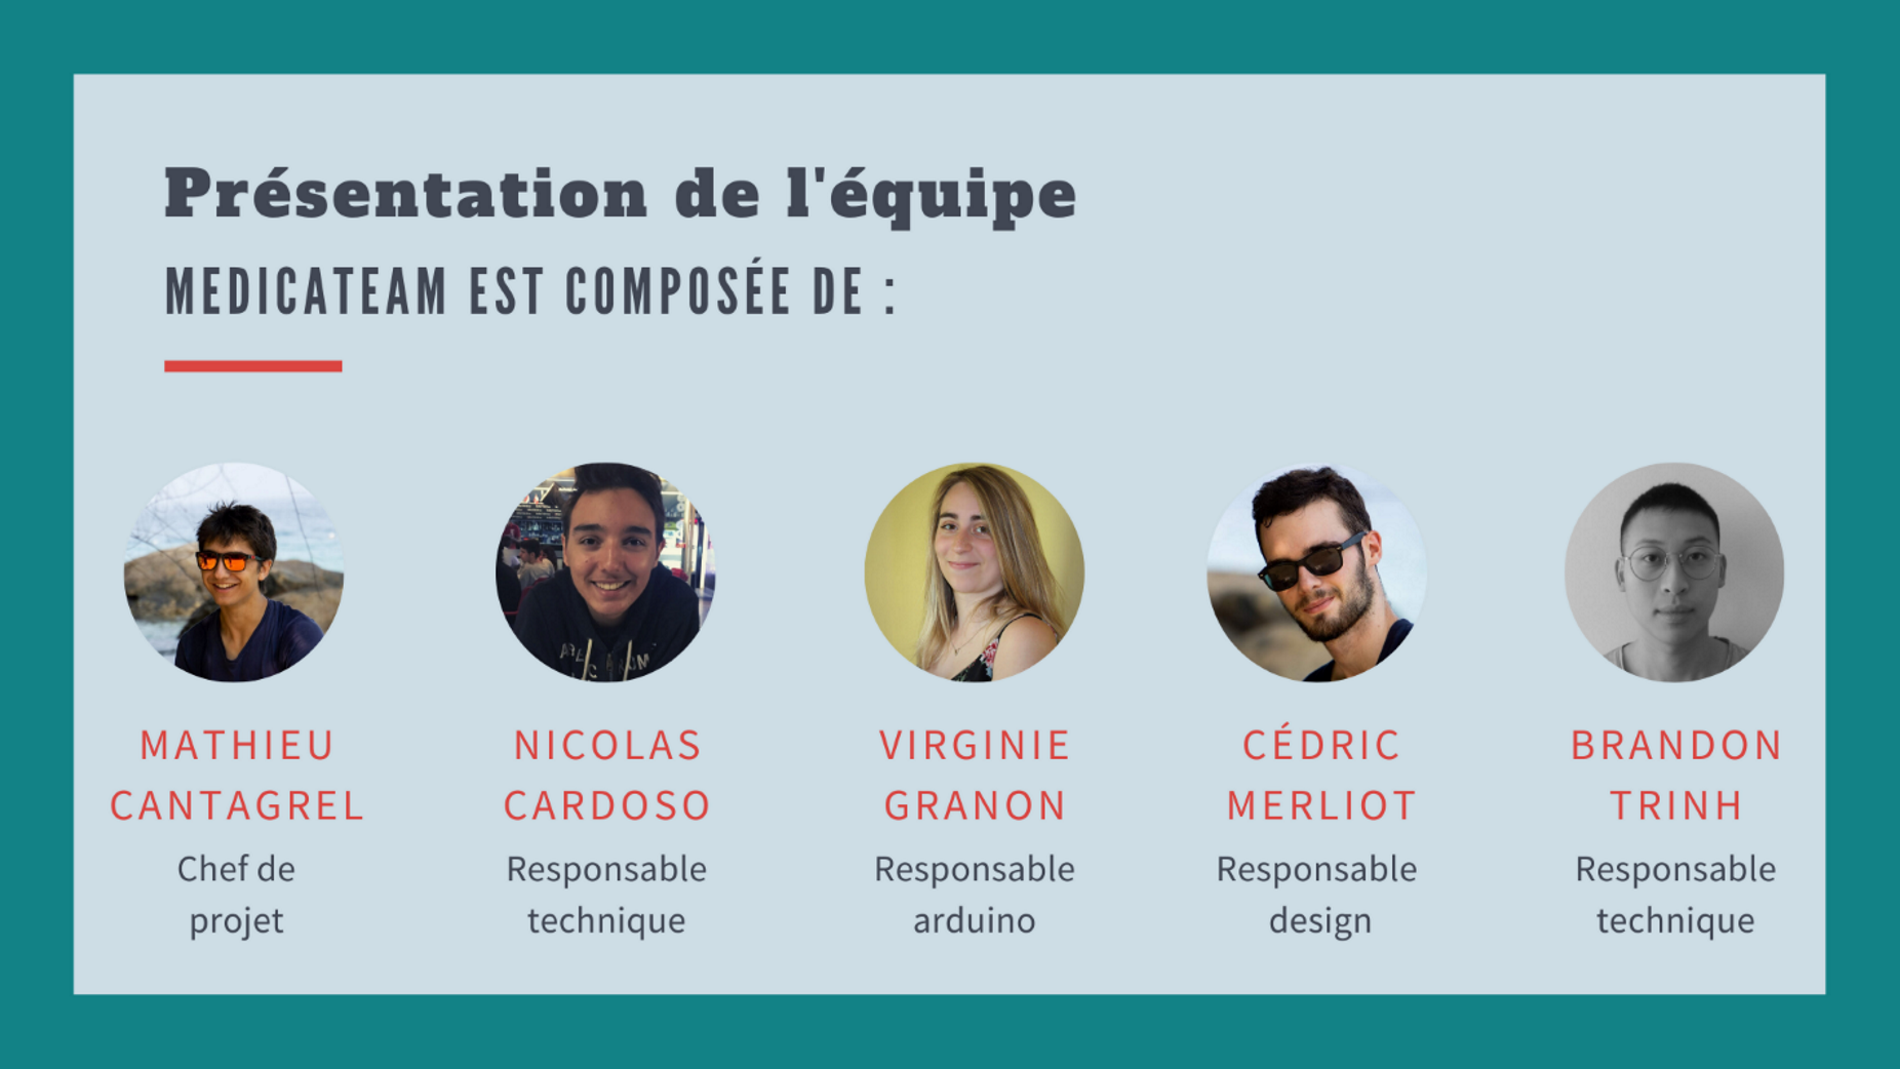 Présentation de l'équipe
MEDICATEAM EST COMPOSÉE DE :
MATHIEU
CANTAGREL
Chef de
projet
NICOLAS
CARDOSO
Responsable
technique
VIRGINIE
GRANON
Responsable
arduino
CÉDRIC
MERLIOT
Responsable
design
BRANDON
TRINH
Responsable
technique